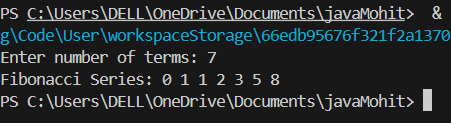 PS C:\Users\DELL\OneDrive\Documents\javaMohit>  &
g\Code\User\workspaceStorage\66edb95676f321f2a1370
Enter number of terms: 7
Fibonacci Series: 0 1 1 2 3 5 8
PS C:\Users\DELL\OneDrive\Documents\javaMohit>